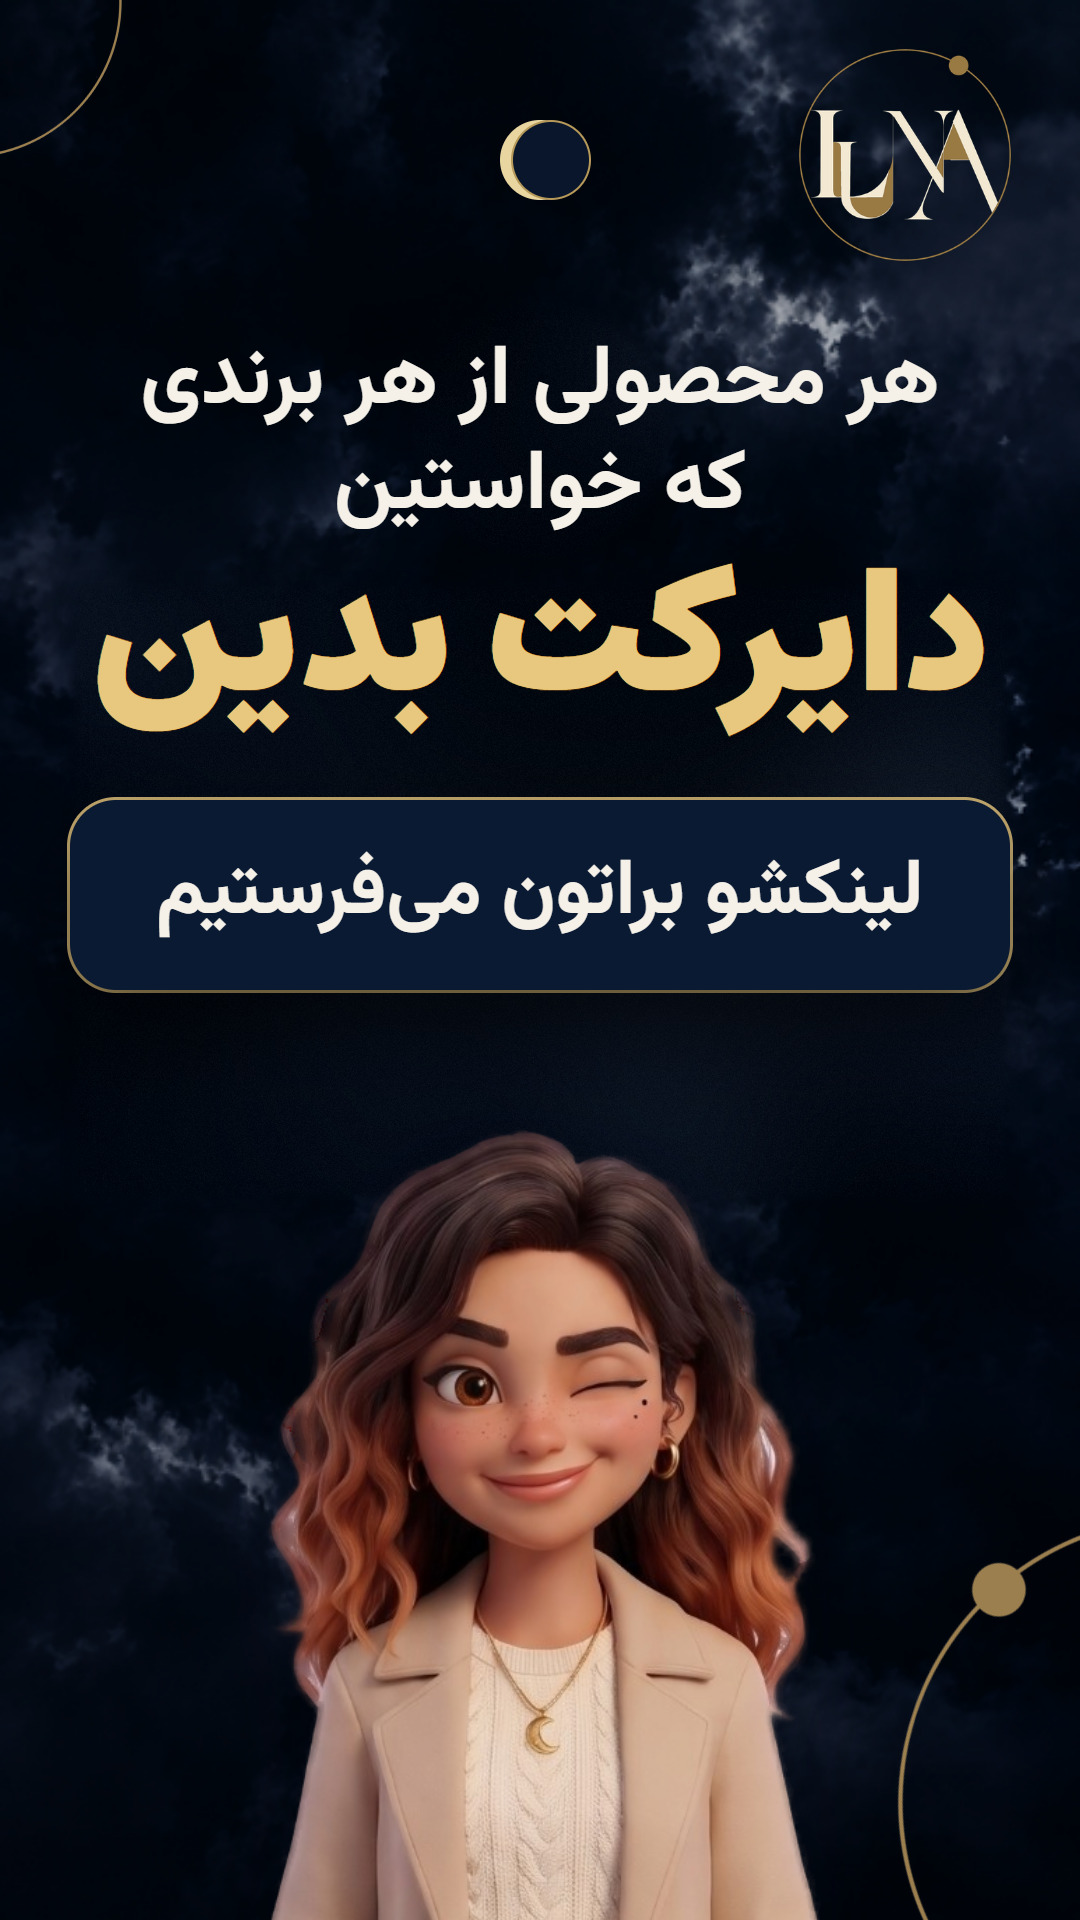 LUNA
هر محصولی از هر برندی
که خواستین
دایرکت بدین
لینکشو براتون می‌فرستیم